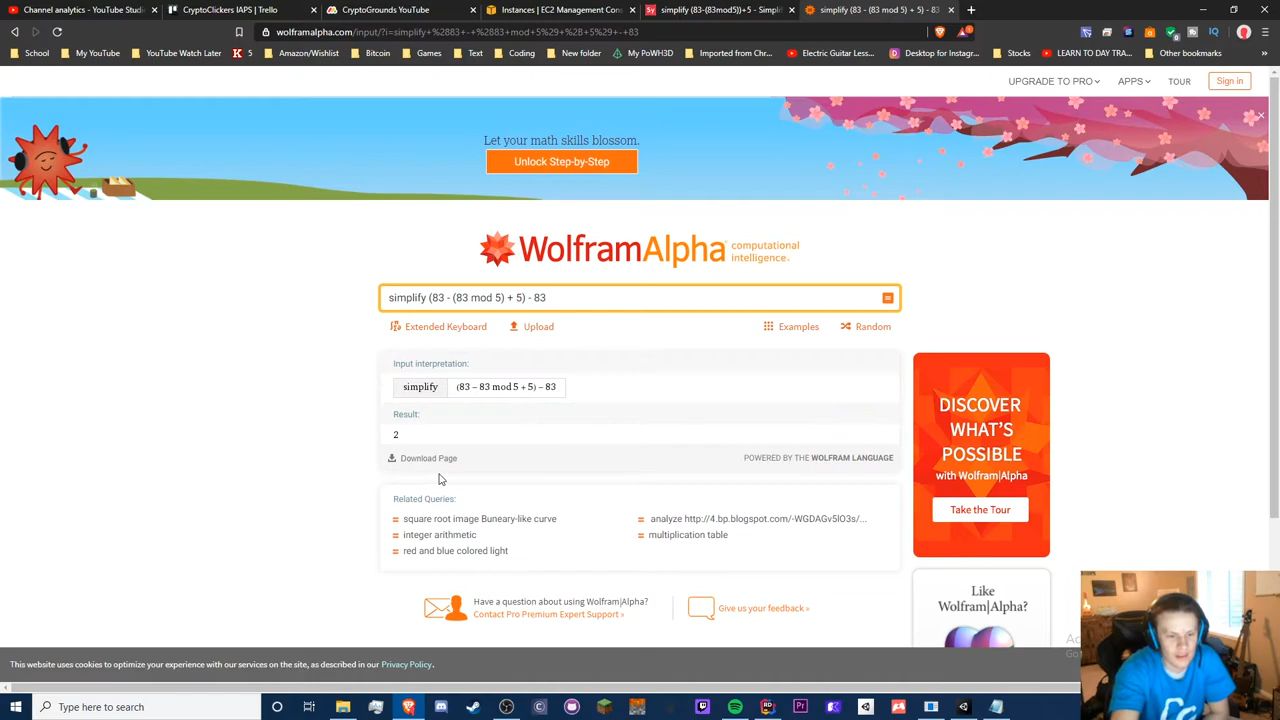 CryptoGrounds - YouTube Studio
CryptoClickers IAPS | Trello
CryptoGrounds YouTube
Instances | EC2 Management Con
simplify (83-(83mod5))+5 - Simpli
simplify (83 - (83 mod 5) + 5) - 83
wolframalpha.com/input/?i=simplify+%2883+-+%2883+mod+5%29+%2B+5%29+-+83
School
My YouTube
YouTube Watch Later
Amazon/Wishlist
Bitcoin
Games
Text
Coding
New folder
My PoWH3D
Imported from Chr...
Electric Guitar Less...
Desktop for Instagr...
Stocks
LEARN TO DAY TRA...
Other bookmarks
UPGRADE TO PRO
APPS
TOUR
Sign in
Let your math skills blossom.
Unlock Step-by-Step
WolframAlpha computational
intelligence.
simplify (83 - (83 mod 5) + 5) - 83
Extended Keyboard
Upload
Examples
Random
Input interpretation:
simplify (83 – 83 mod 5 + 5) – 83
Result:
2
Download Page
POWERED BY THE WOLFRAM LANGUAGE
Related Queries:
square root image Buneary-like curve
analyze http://4.bp.blogspot.com/-WGDAGv5lO3s/...
integer arithmetic
multiplication table
red and blue colored light
DISCOVER
WHAT'S
POSSIBLE
with Wolfram|Alpha
Take the Tour
Have a question about using Wolfram|Alpha?
Contact Pro Premium Expert Support »
Give us your feedback »
Like
Wolfram|Alpha?
This website uses cookies to optimize your experience with our services on the site, as described in our Privacy Policy.
Type here to search